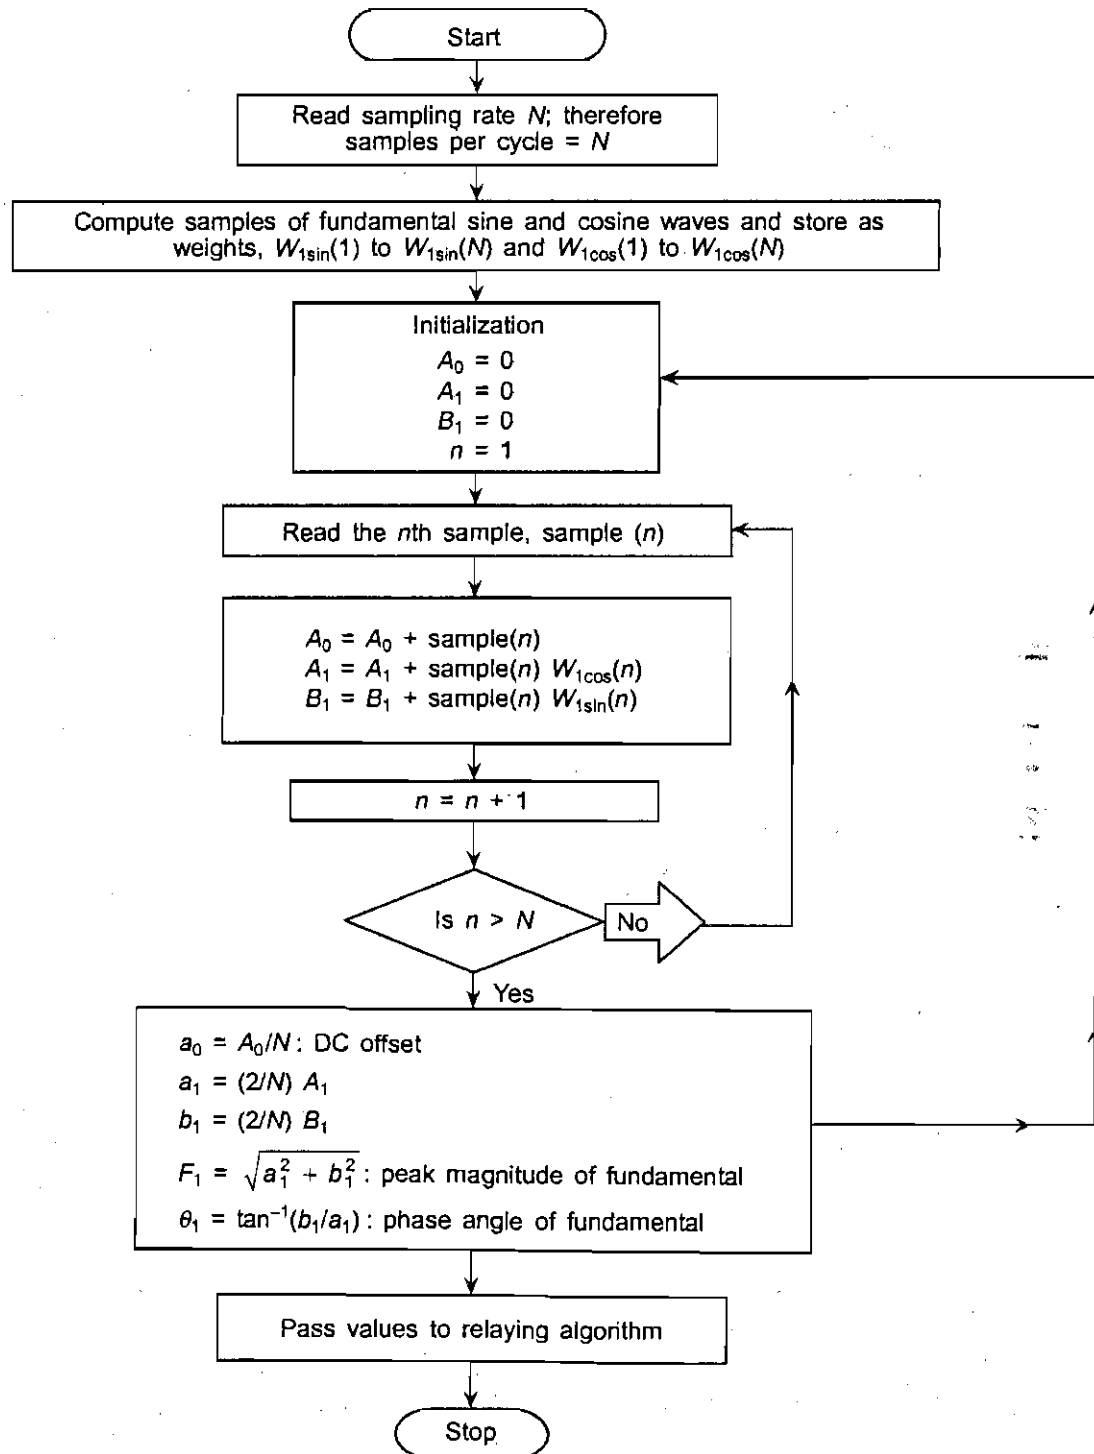 Start
Read sampling rate N; therefore
samples per cycle = N
Compute samples of fundamental sine and cosine waves and store as
weights, W₁sin(1) to W₁sin(N) and W₁cos(1) to W₁cos(N)
Initialization
A₀ = 0
A₁ = 0
B₁ = 0
n = 1
Read the nth sample, sample (n)
A₀ = A₀ + sample(n)
A₁ = A₁ + sample(n) W₁cos(n)
B₁ = B₁ + sample(n) W₁sin(n)
n = n + 1
Is n > N
No
Yes
a₀ = A₀/N : DC offset
a₁ = (2/N) A₁
b₁ = (2/N) B₁
F₁ = √(a₁² + b₁²) : peak magnitude of fundamental
θ₁ = tan⁻¹(b₁/a₁) : phase angle of fundamental
Pass values to relaying algorithm
Stop